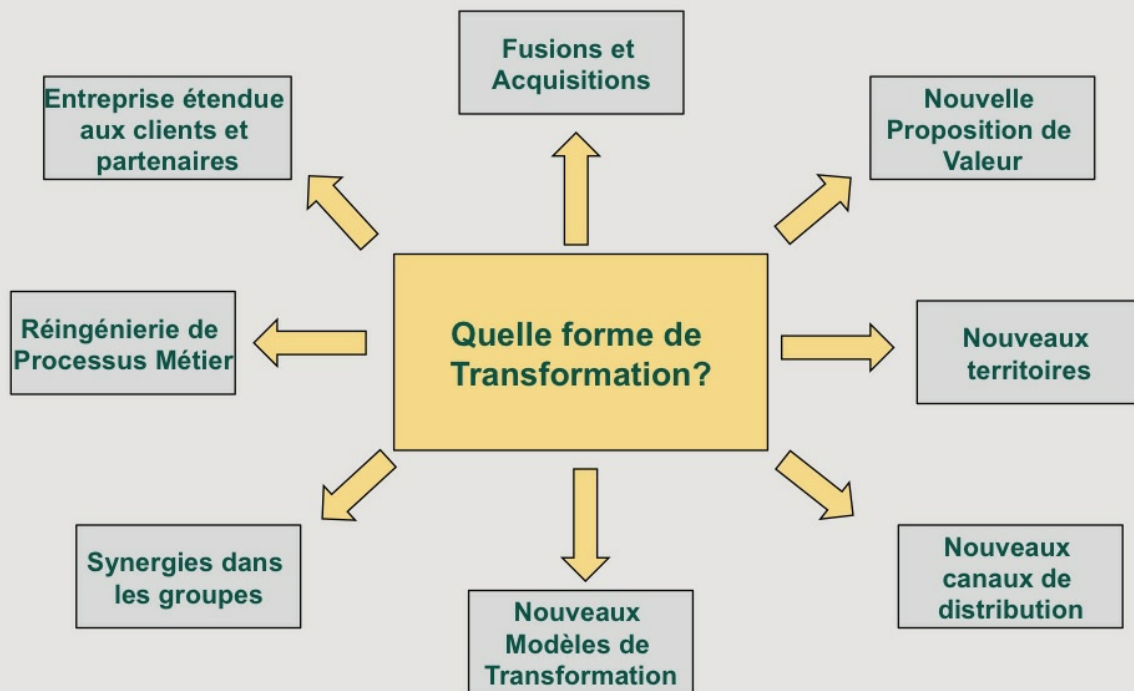 Fusions et
Acquisitions
Entreprise étendue
aux clients et
partenaires
Nouvelle
Proposition de
Valeur
Réingénierie de
Processus Métier
Quelle forme de
Transformation?
Nouveaux
territoires
Synergies dans
les groupes
Nouveaux
Modèles de
Transformation
Nouveaux
canaux de
distribution